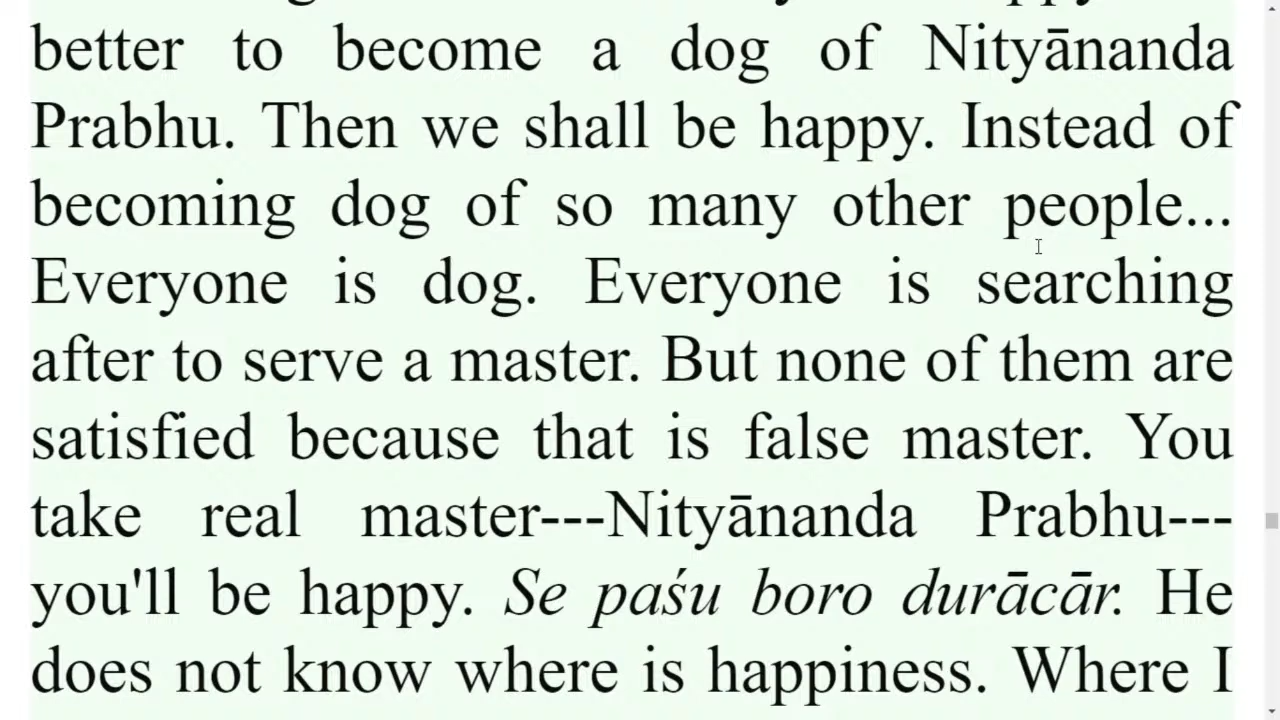 better to become a dog of Nityānanda
Prabhu. Then we shall be happy. Instead of
becoming dog of so many other people...
Everyone is dog. Everyone is searching
after to serve a master. But none of them are
satisfied because that is false master. You
take real master---Nityānanda Prabhu---
you'll be happy. Se paśu boro durācār. He
does not know where is happiness. Where I